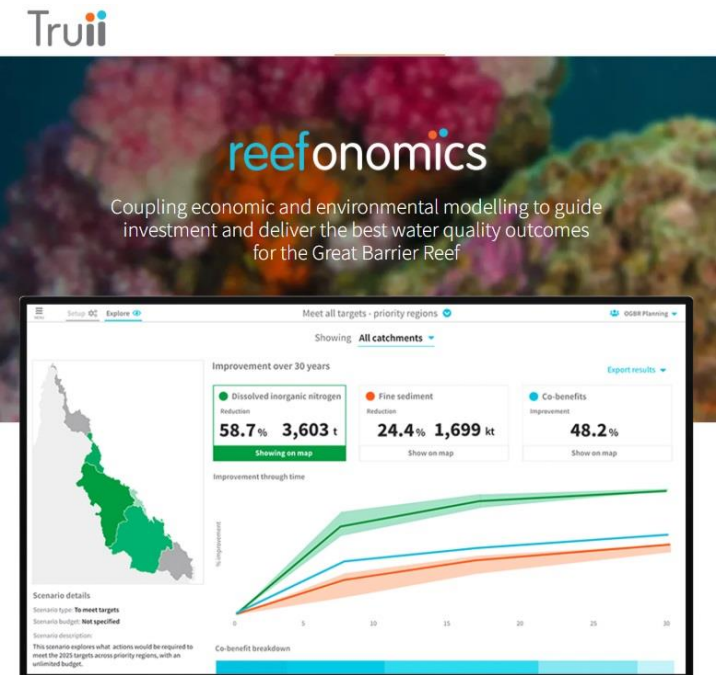 Truii
reefonomics
Coupling economic and environmental modelling to guide
investment and deliver the best water quality outcomes
for the Great Barrier Reef
MENU
Setup
Explore
Meet all targets - priority regions
OGBR Planning
Showing All catchments
Improvement over 30 years
Export results
Dissolved inorganic nitrogen
Reduction
58.7% 3,603 t
Showing on map
Fine sediment
Reduction
24.4% 1,699 kt
Show on map
Co-benefits
Improvement
48.2%
Show on map
Improvement through time
% improvement
0 5 10 15 20 25 30
Scenario details
Scenario type: To meet targets
Scenario budget: Not specified
Scenario description:
This scenario explores what actions would be required to
meet the 2025 targets across priority regions, with an
unlimited budget.
Co-benefit breakdown